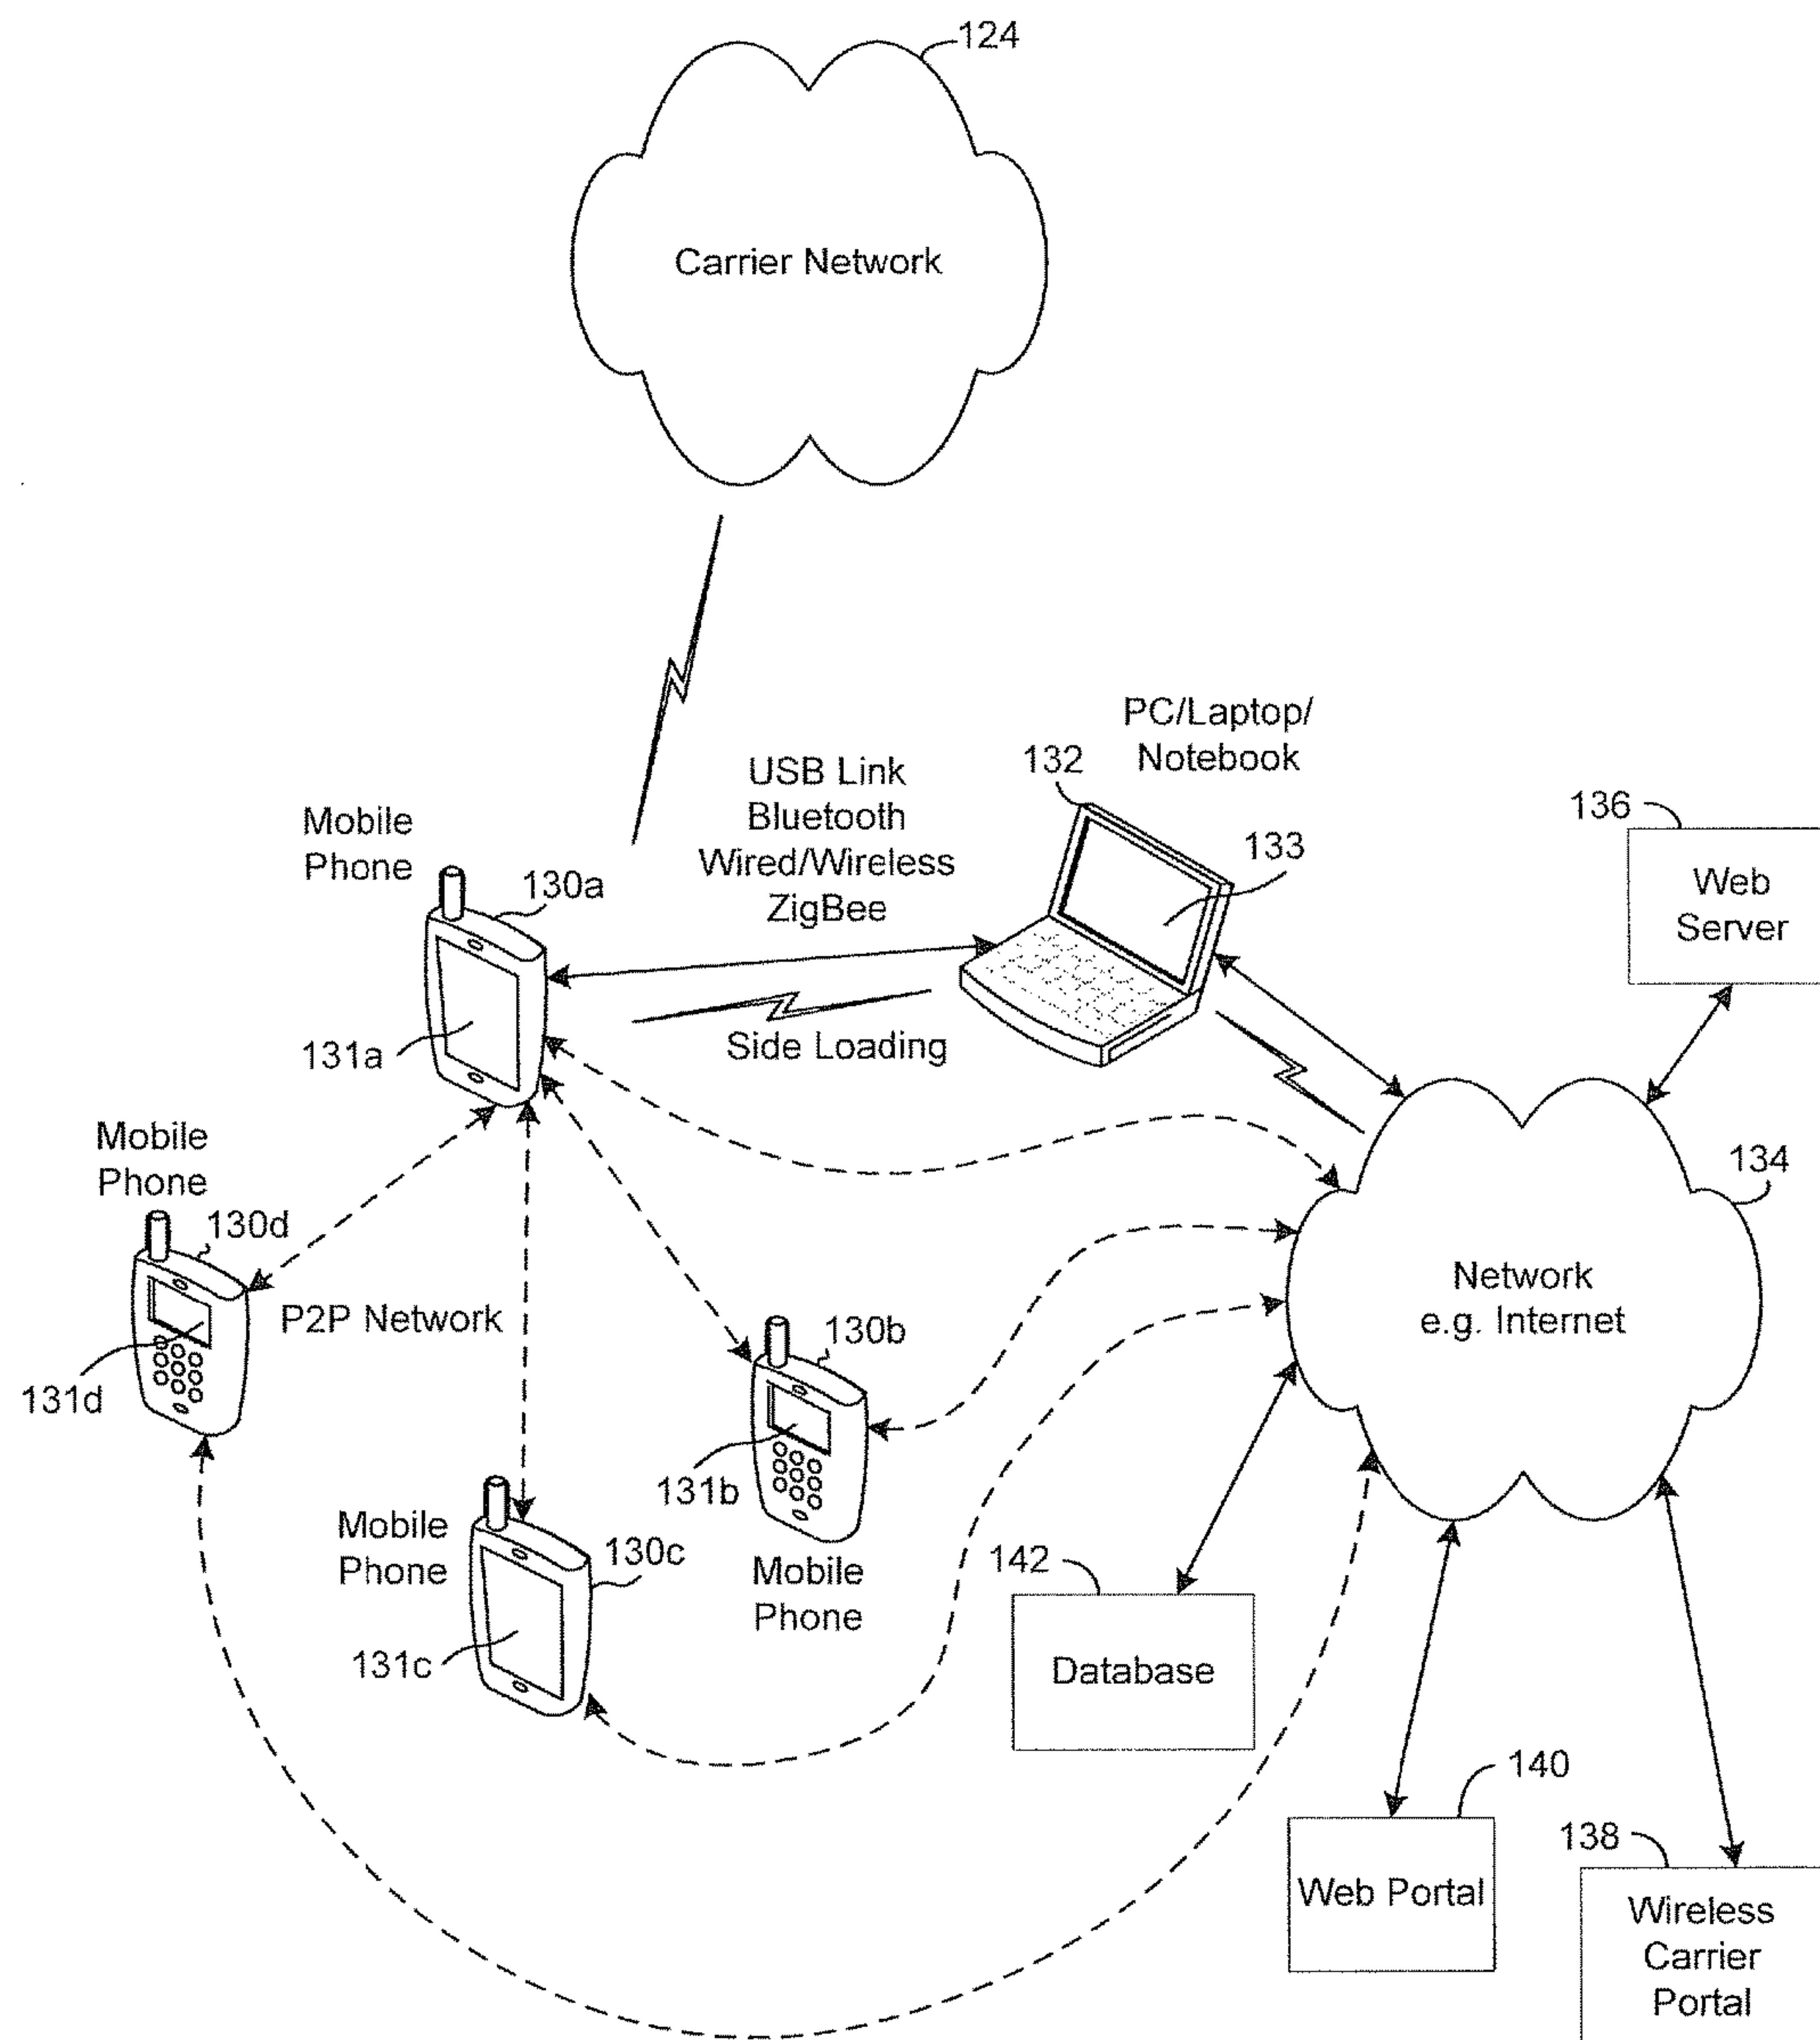 124
Carrier Network
PC/Laptop/
Notebook
132
133
USB Link
Bluetooth
Wired/Wireless
ZigBee
Mobile
Phone
130a
131a
Side Loading
136
Web
Server
134
Network
e.g. Internet
Mobile
Phone
130d
131d
P2P Network
130b
131b
Mobile
Phone
Mobile
Phone
130c
131c
142
Database
140
Web Portal
138
Wireless
Carrier
Portal